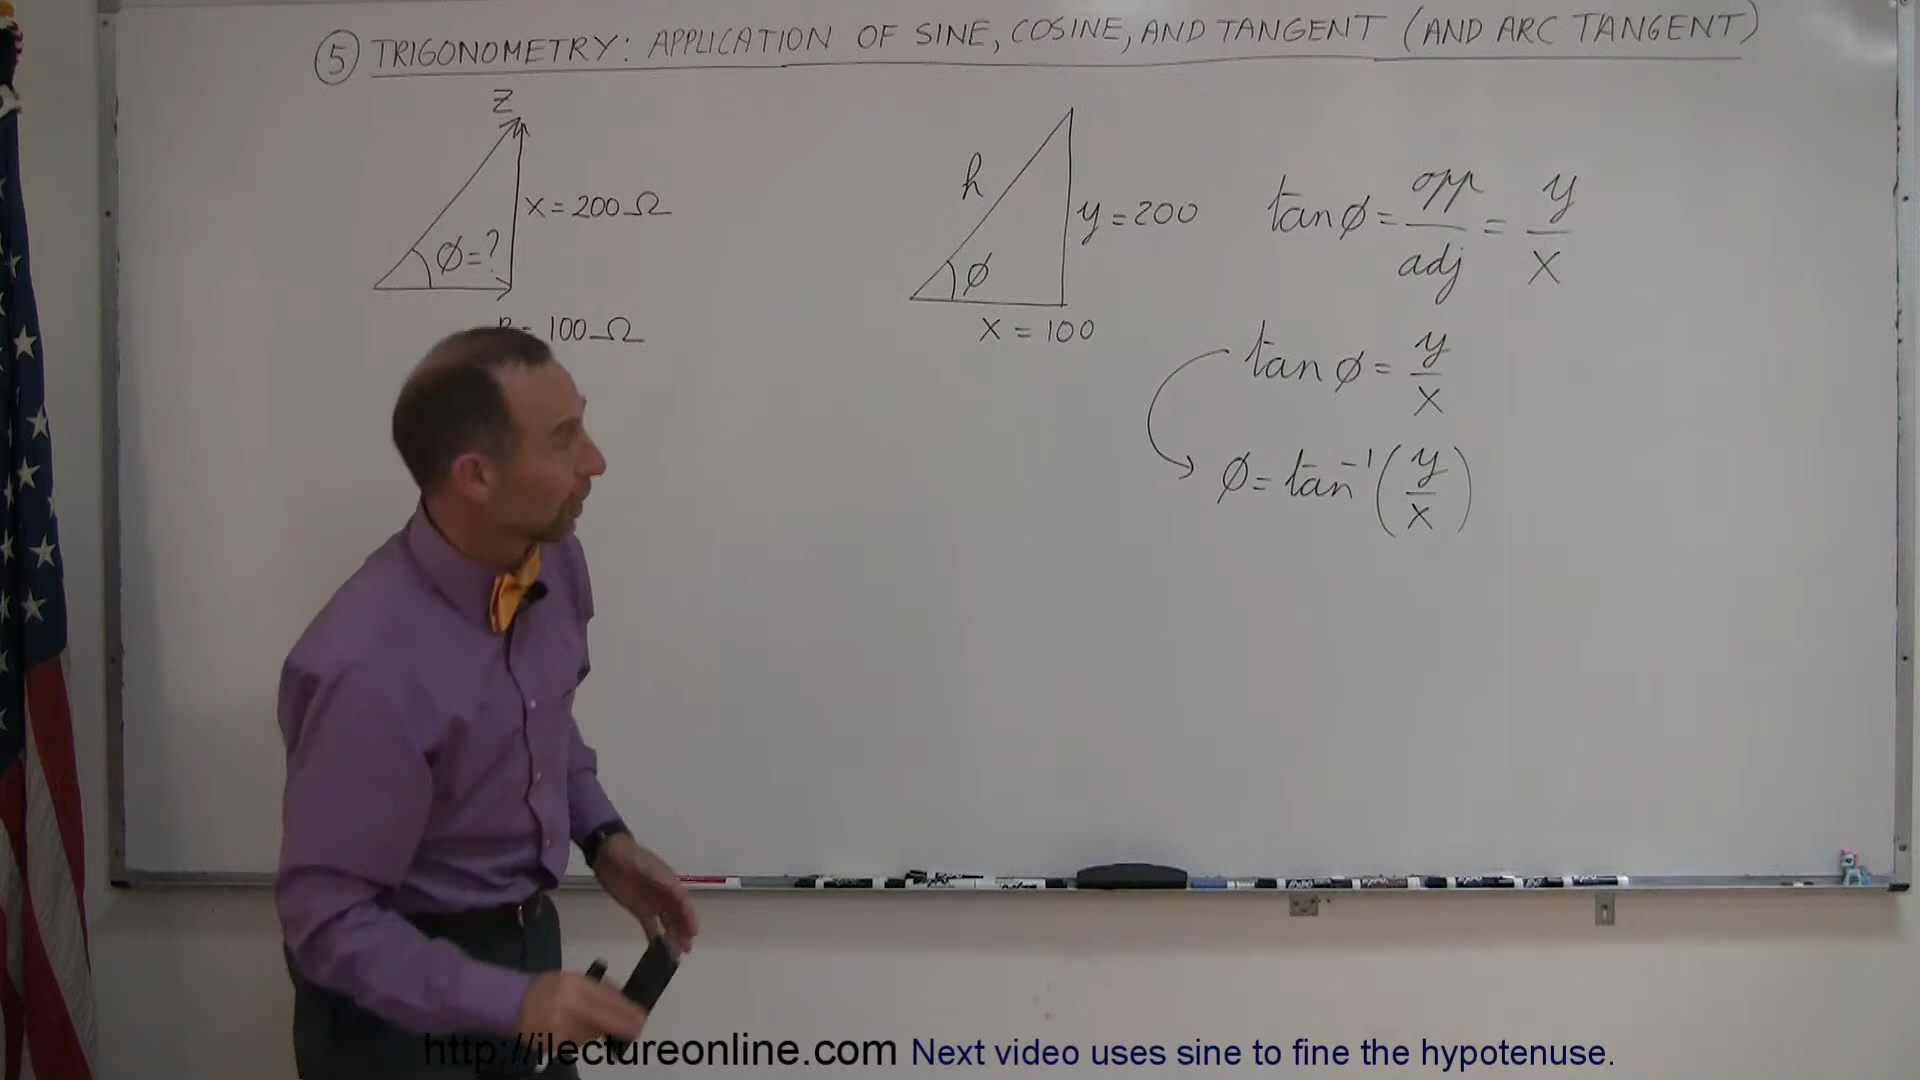 ⑤ TRIGONOMETRY: APPLICATION OF SINE, COSINE, AND TANGENT (AND ARC TANGENT)
Z
X = 200 Ω
φ = ?
= 100 Ω
h
y = 200
φ
X = 100
tan φ = opp/adj = y/x
tan φ = y/x
φ = tan⁻¹(y/x)
http://ilectureonline.com Next video uses sine to fine the hypotenuse.